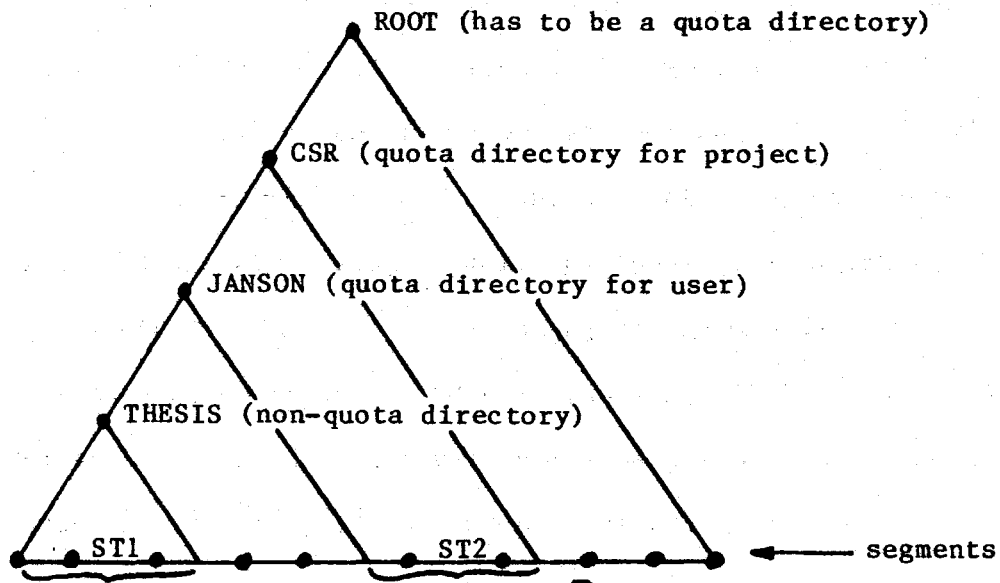 ROOT (has to be a quota directory)
CSR (quota directory for project)
JANSON (quota directory for user)
THESIS (non-quota directory)
ST1
ST2
segments